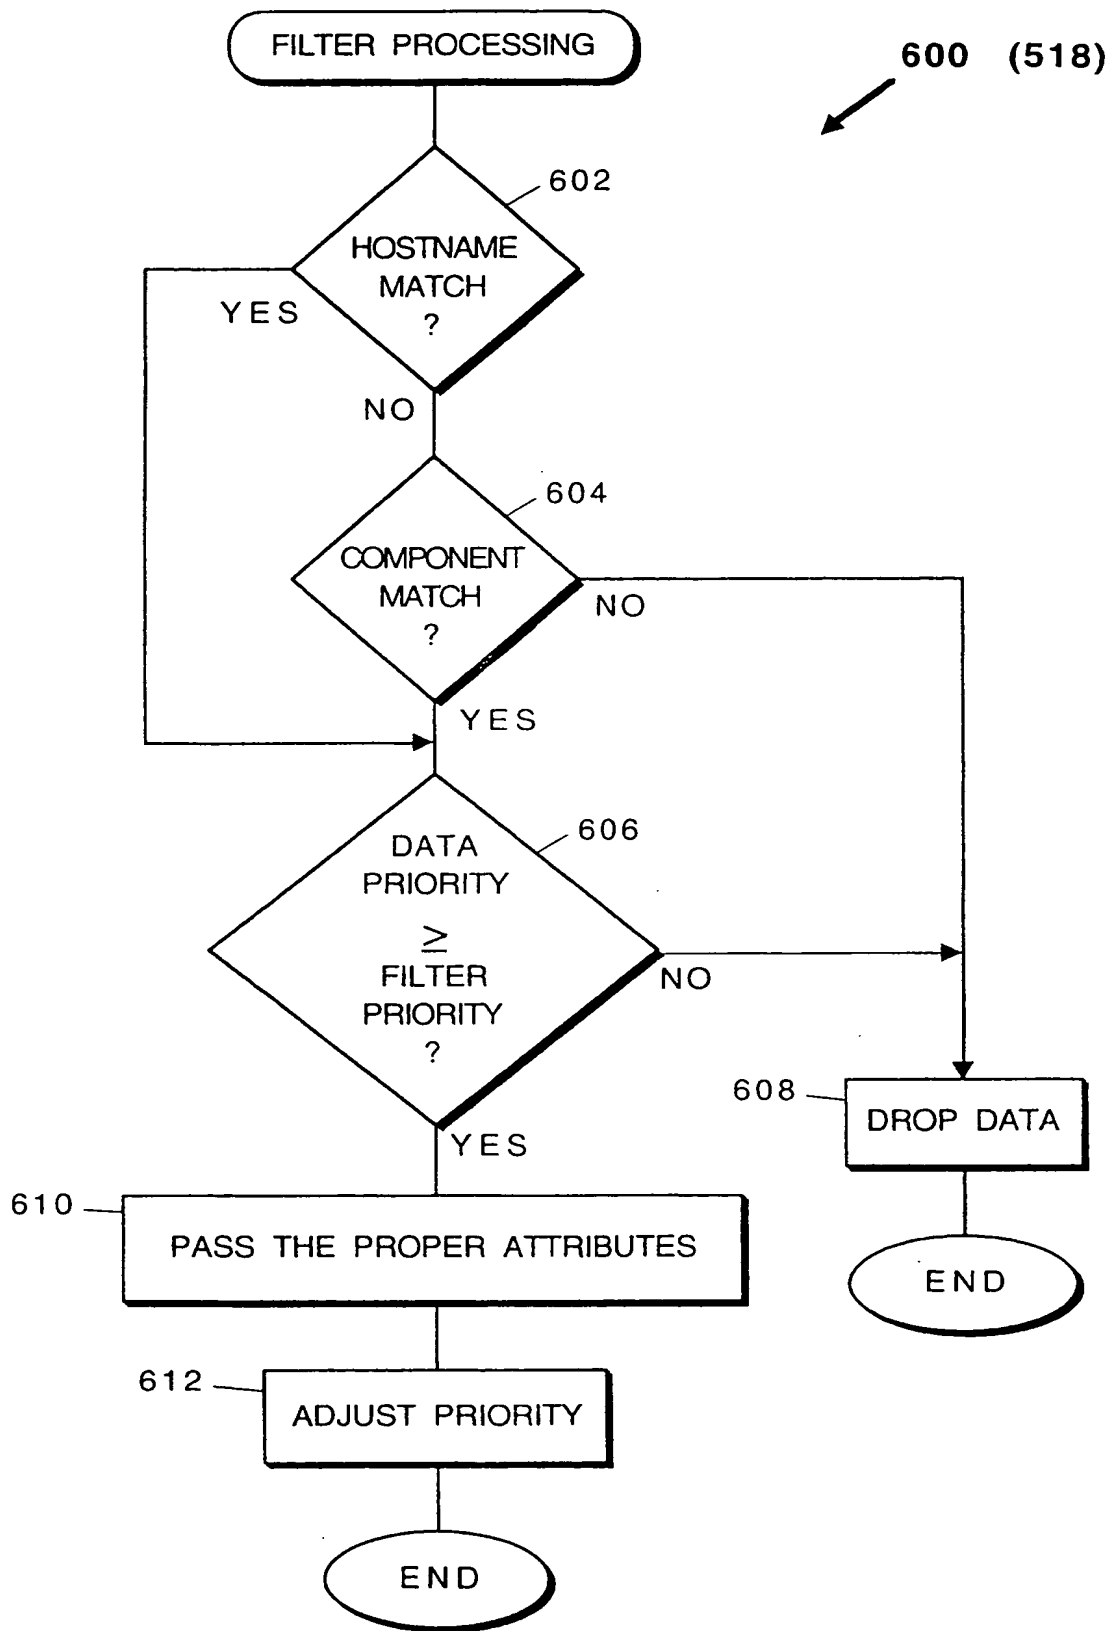 FILTER PROCESSING
600 (518)
602
HOSTNAME
MATCH
?
YES
NO
604
COMPONENT
MATCH
?
NO
YES
606
DATA
PRIORITY
≥
FILTER
PRIORITY
?
NO
YES
608
DROP DATA
END
610
PASS THE PROPER ATTRIBUTES
612
ADJUST PRIORITY
END